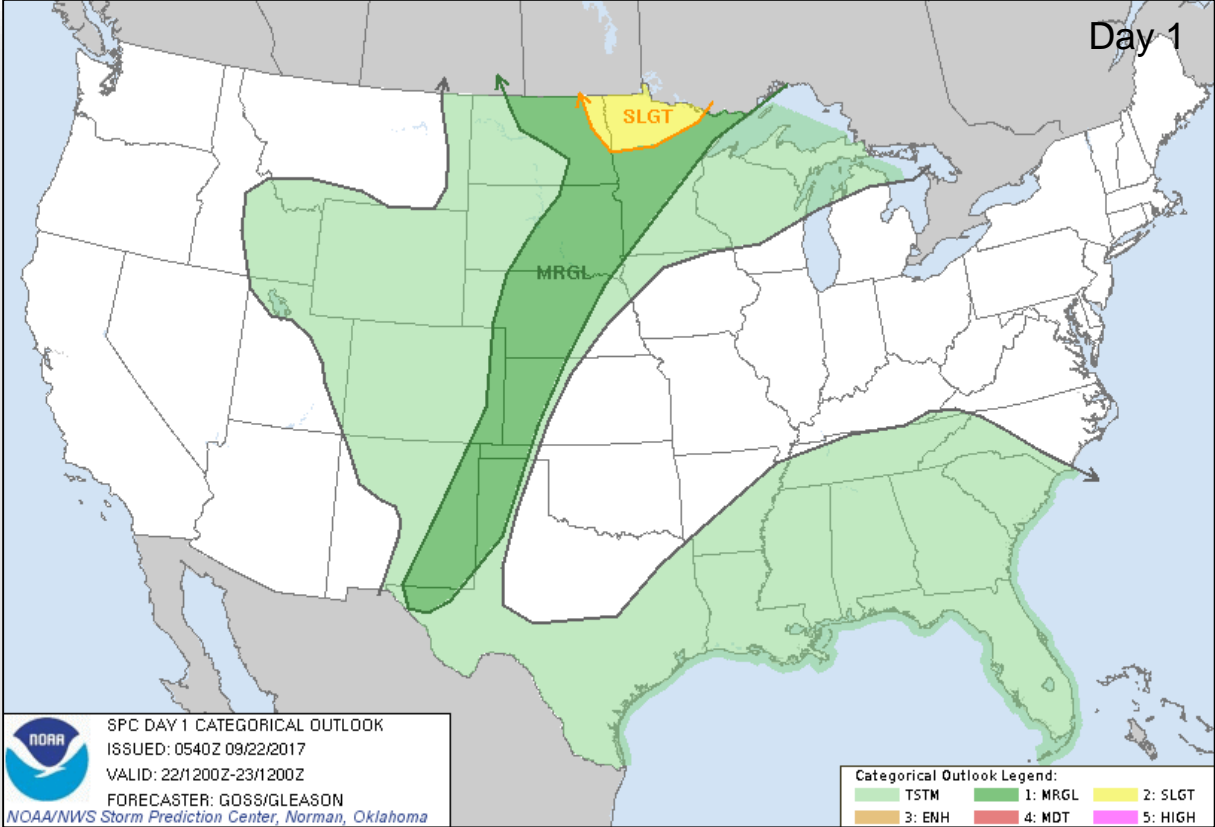 Day 1
SLGT
MRGL
NOAA
SPC DAY 1 CATEGORICAL OUTLOOK
ISSUED: 0540Z 09/22/2017
VALID: 22/1200Z-23/1200Z
FORECASTER: GOSS/GLEASON
NOAA/NWS Storm Prediction Center, Norman, Oklahoma
Categorical Outlook Legend:
TSTM 1: MRGL 2: SLGT
3: ENH 4: MDT 5: HIGH